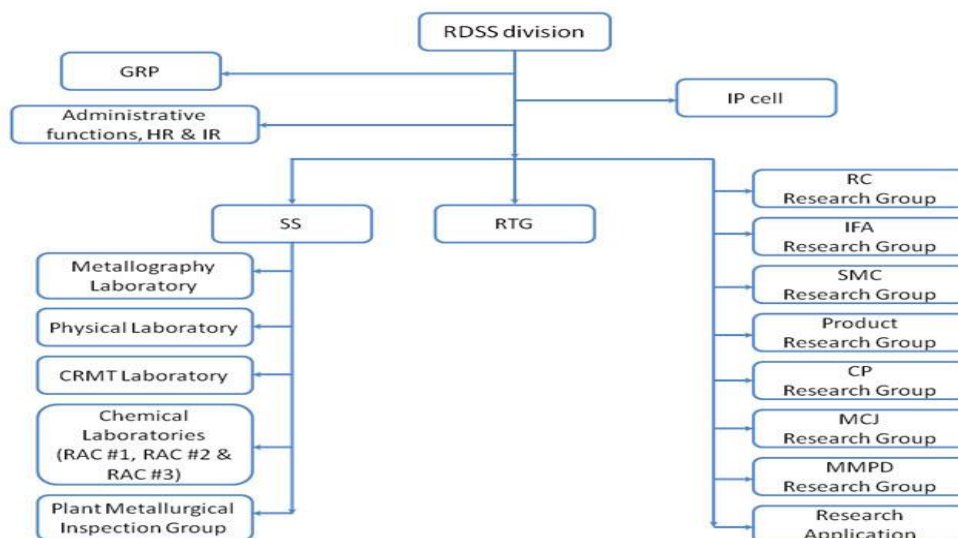 RDSS division
GRP
IP cell
Administrative
functions, HR & IR
SS
RTG
Metallography
Laboratory
Physical Laboratory
CRMT Laboratory
Chemical
Laboratories
(RAC #1, RAC #2 &
RAC #3)
Plant Metallurgical
Inspection Group
RC
Research Group
IFA
Research Group
SMC
Research Group
Product
Research Group
CP
Research Group
MCJ
Research Group
MMPD
Research Group
Research
Application